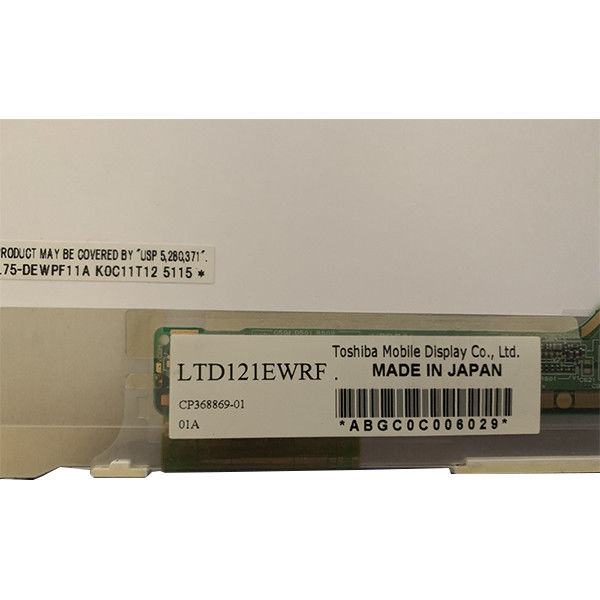 PRODUCT MAY BE COVERED BY "USP 5,280,371".
L75-DEWPF11A K0C11T12 5115 *
Toshiba Mobile Display Co., Ltd.
LTD121EWRF .
MADE IN JAPAN
CP368869-01
01A
*ABGC0C006029*